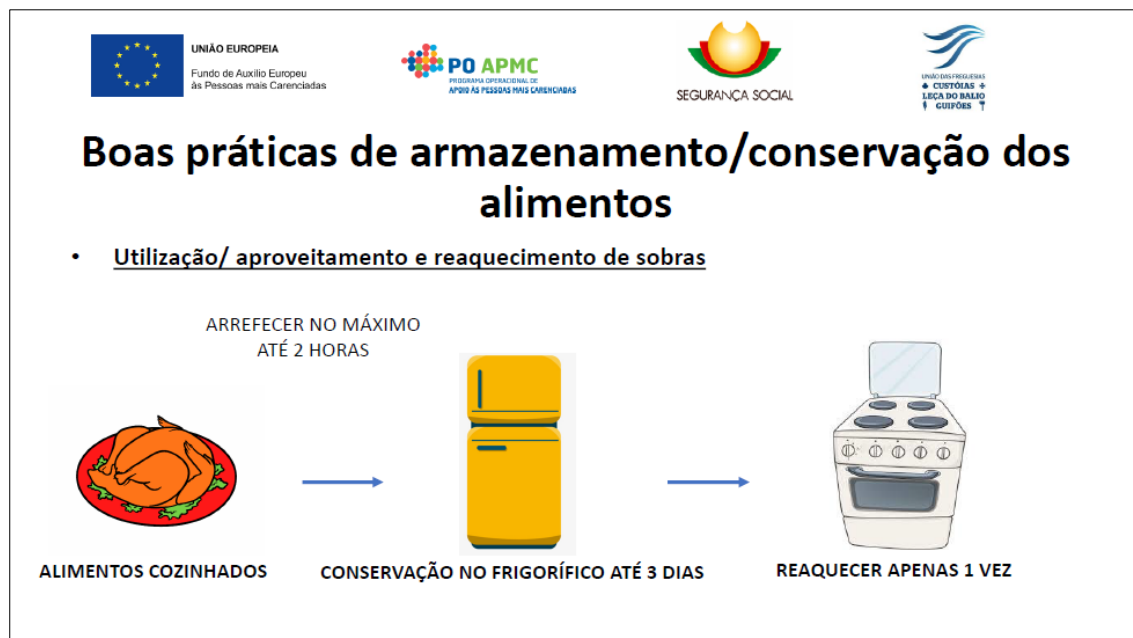 UNIÃO EUROPEIA
Fundo de Auxílio Europeu
às Pessoas mais Carenciadas
PO APMC
PROGRAMA OPERACIONAL DE
APOIO ÀS PESSOAS MAIS CARENCIADAS
SEGURANÇA SOCIAL
UNIÃO DAS FREGUESIAS
CUSTÓIAS
LEÇA DO BALIO
GUIFÕES
Boas práticas de armazenamento/conservação dos
alimentos
• Utilização/ aproveitamento e reaquecimento de sobras
ARREFECER NO MÁXIMO
ATÉ 2 HORAS
ALIMENTOS COZINHADOS
CONSERVAÇÃO NO FRIGORÍFICO ATÉ 3 DIAS
REAQUECER APENAS 1 VEZ